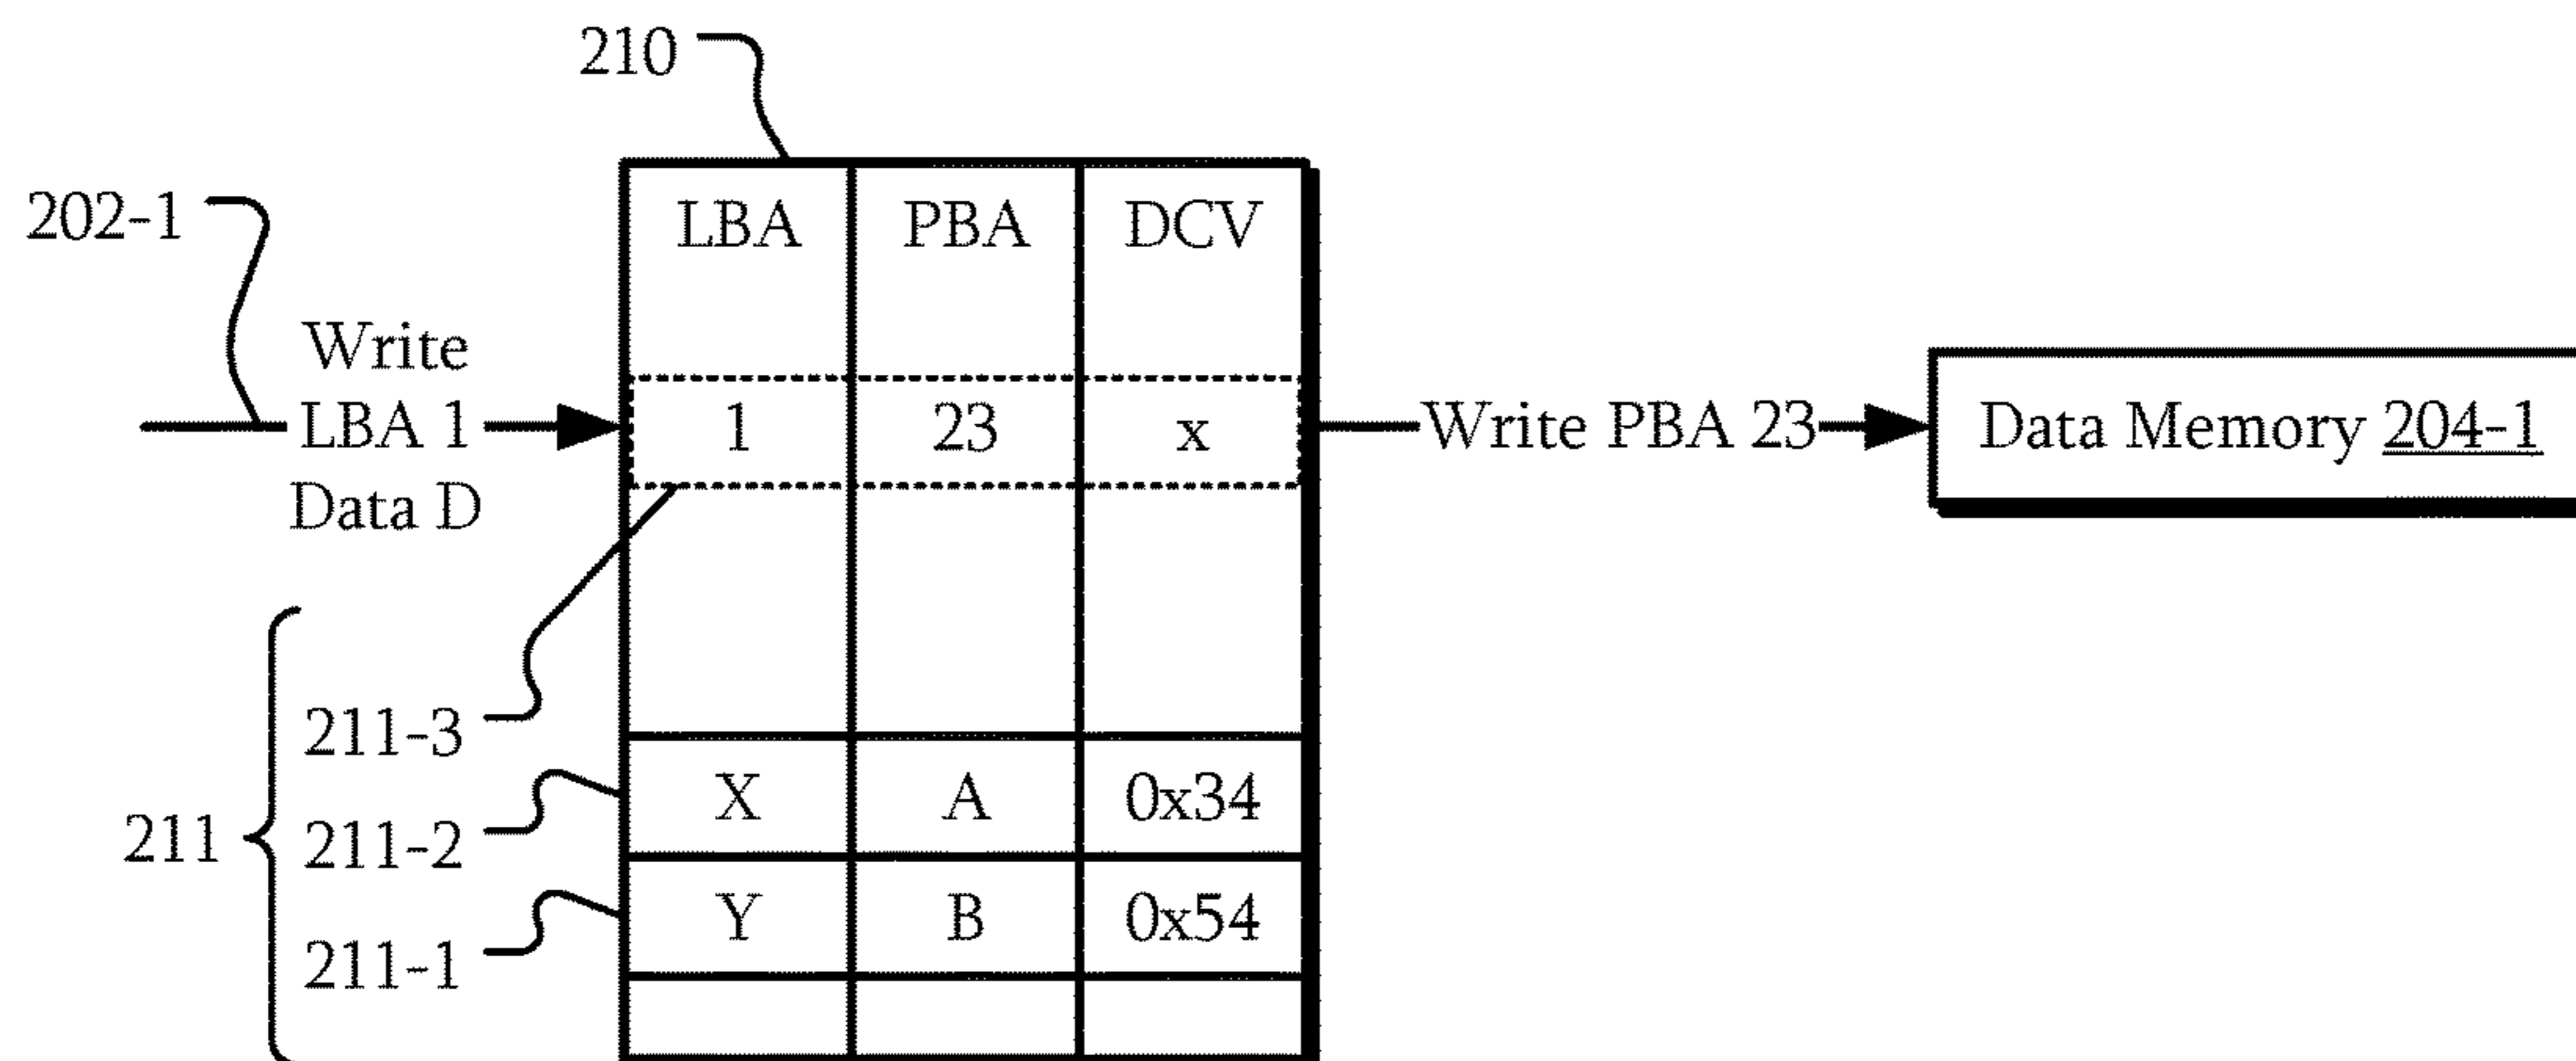 210
202-1
LBA PBA DCV
Write
LBA 1
Data D
1 23 x
Write PBA 23
Data Memory 204-1
211
211-3
211-2
X A 0x34
211-1
Y B 0x54